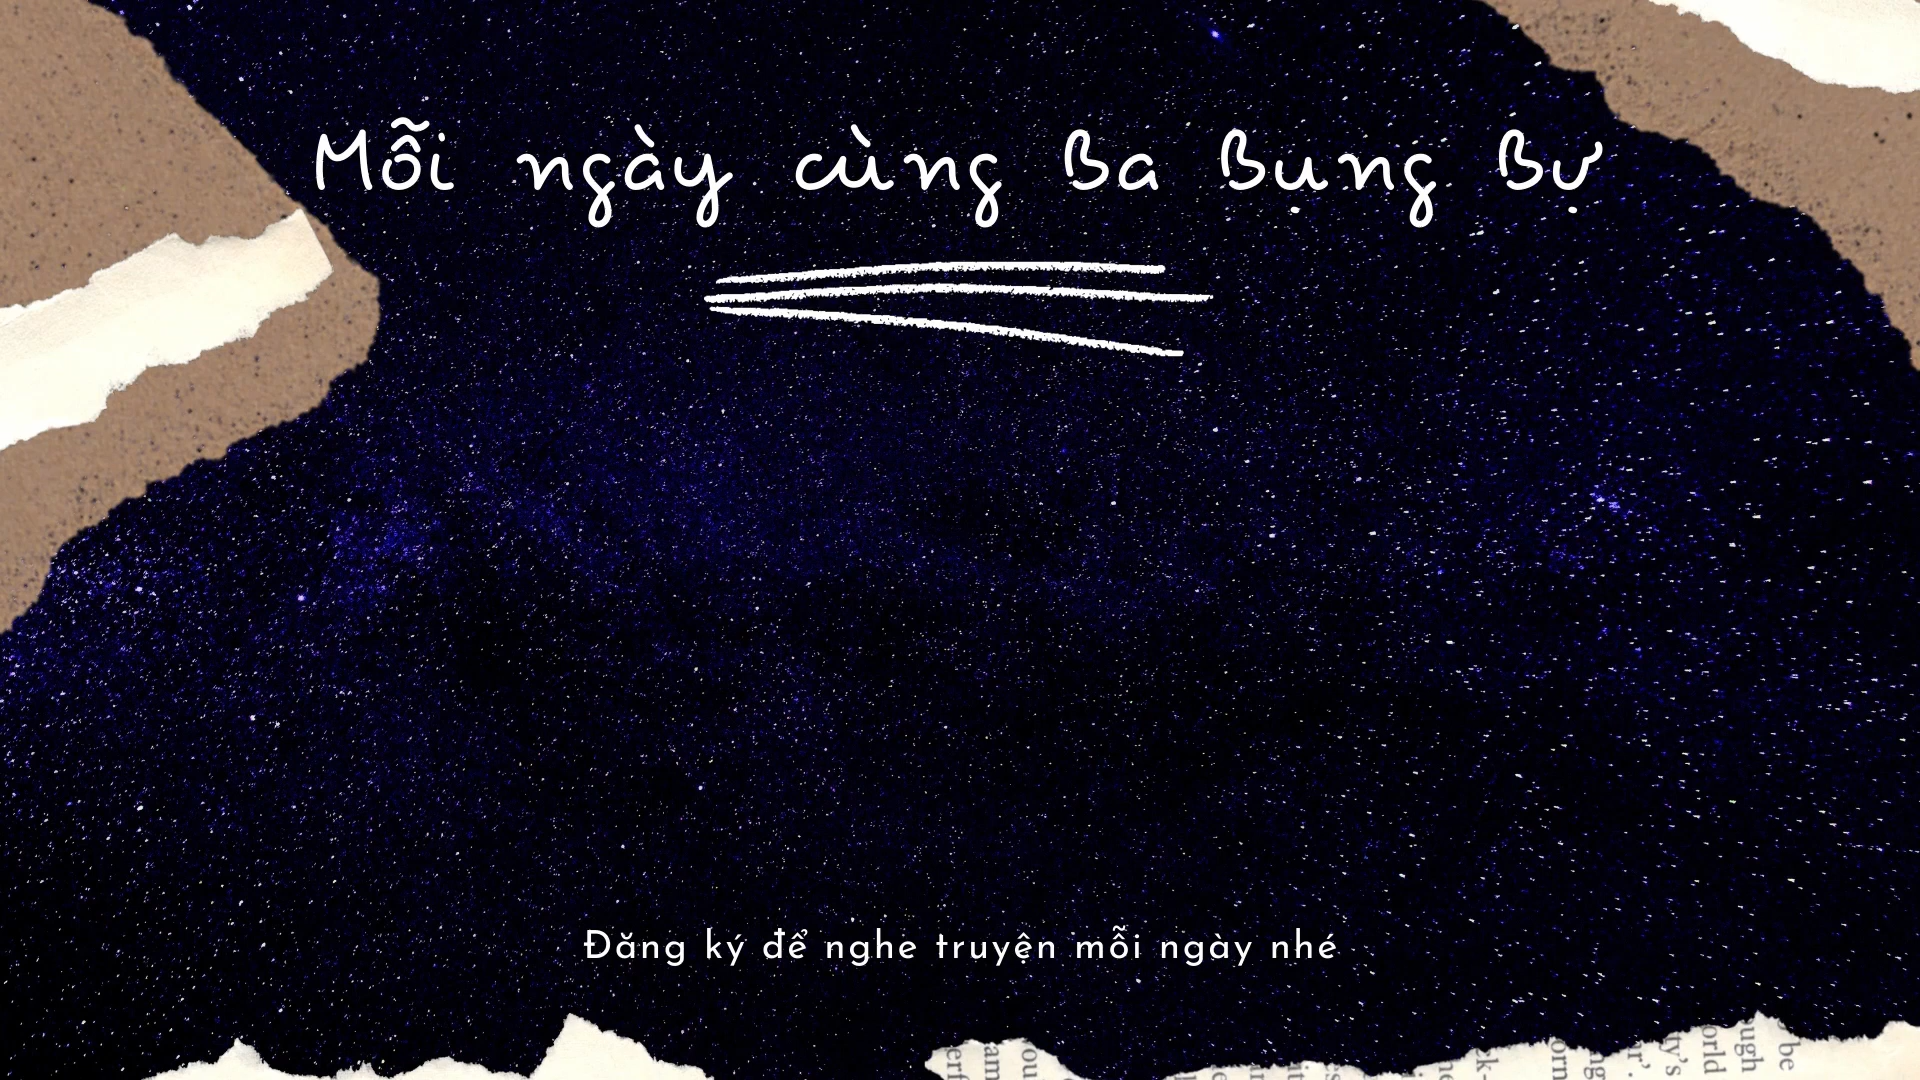 Mỗi ngày cùng Ba Bụng Bự
Đăng ký để nghe truyện mỗi ngày nhé